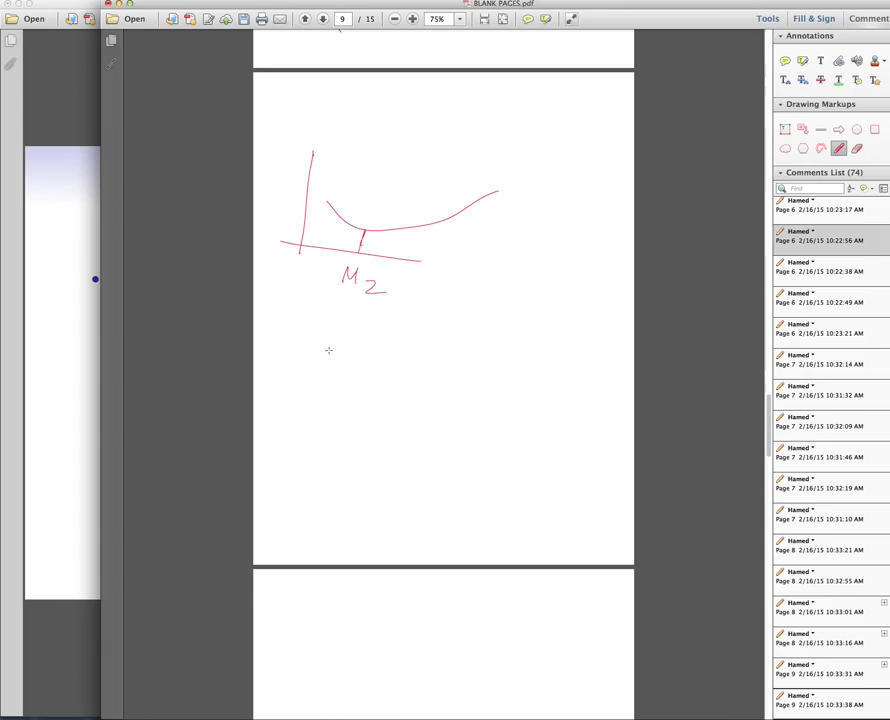 BLANK PAGES.pdf
Open
Open
9 / 15
75%
Tools
Fill & Sign
Comment
Annotations
T
T T T T T T
Drawing Markups
Comments List (74)
Find
Hamed
Page 6 2/16/15 10:23:17 AM
Hamed
Page 6 2/16/15 10:22:56 AM
Hamed
Page 6 2/16/15 10:22:38 AM
Hamed
Page 6 2/16/15 10:22:49 AM
Hamed
Page 6 2/16/15 10:23:21 AM
Hamed
Page 7 2/16/15 10:32:14 AM
Hamed
Page 7 2/16/15 10:31:32 AM
Hamed
Page 7 2/16/15 10:32:09 AM
Hamed
Page 7 2/16/15 10:31:46 AM
Hamed
Page 7 2/16/15 10:32:19 AM
Hamed
Page 7 2/16/15 10:31:10 AM
Hamed
Page 8 2/16/15 10:33:21 AM
Hamed
Page 8 2/16/15 10:32:55 AM
Hamed
Page 8 2/16/15 10:33:01 AM
Hamed
Page 8 2/16/15 10:33:16 AM
Hamed
Page 9 2/16/15 10:33:31 AM
Hamed
Page 9 2/16/15 10:33:38 AM
M 2